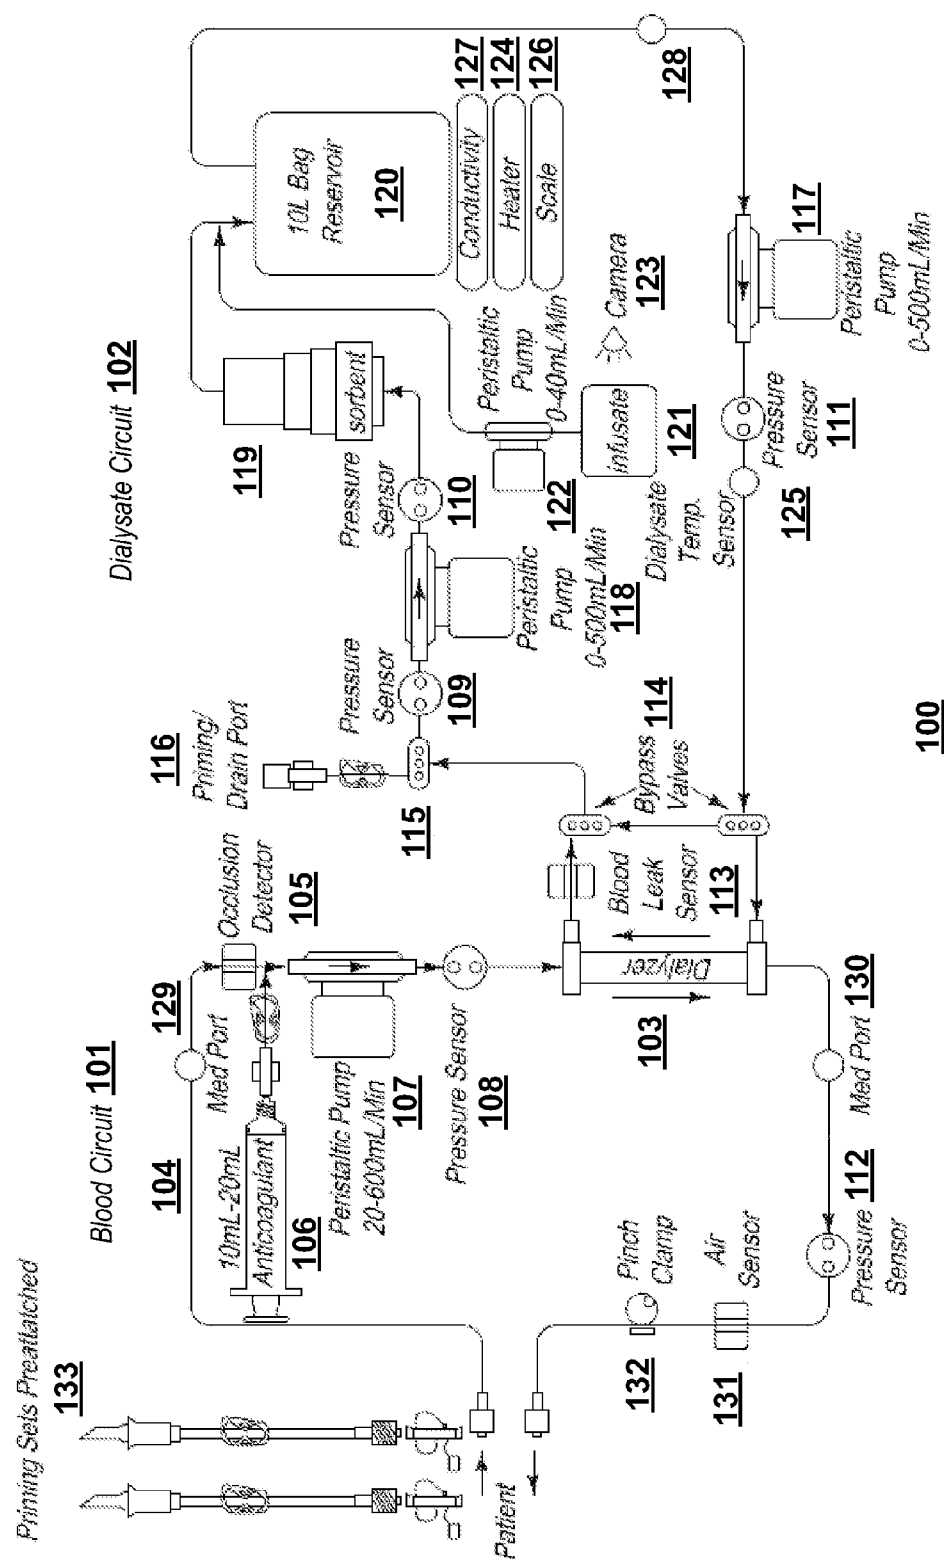 Priming Sets Preattatched
133
Blood Circuit 101
Dialysate Circuit 102
104
10mL-20mL
Anticoagulant
106
129
Med Port
Occlusion
Detector
105
Peristaltic Pump
20-600mL/Min
107
Pressure Sensor
108
116
Priming/
Drain Port
115
Pressure
Sensor
109
Peristaltic
Pump
0-500mL/Min
118
Pressure
Sensor
110
119
sorbent
10L Bag
Reservoir
120
Conductivity
127
Heater
124
Scale
126
Peristaltic
Pump
0-40mL/Min
122
infusate
121
Camera
123
128
Peristaltic
Pump
0-500mL/Min
117
Pressure
Sensor
111
Dialysate
Temp.
Sensor
125
Bypass
Valves
114
Blood
Leak
Sensor
113
Dialyzer
103
Med Port
130
Pressure
Sensor
112
Air
Sensor
131
Pinch
Clamp
132
Patient
100